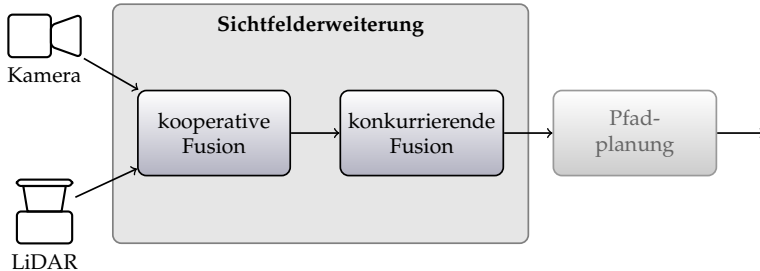 Sichtfelderweiterung
Kamera
kooperative
Fusion
konkurrierende
Fusion
Pfad-
planung
LiDAR